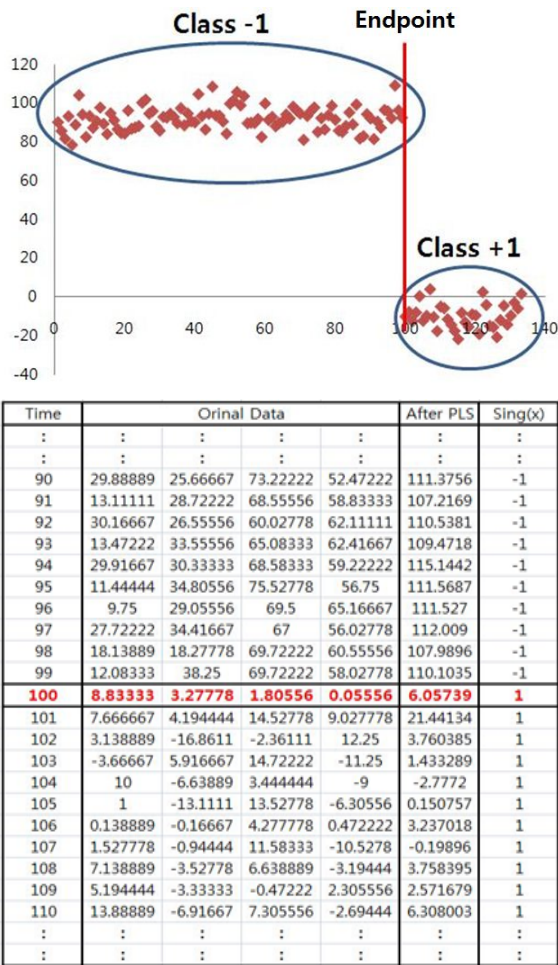 Class -1
Endpoint
120
100
80
60
40
20
0
-20
-40
Class +1
0 20 40 60 80 100 120 140
Time Orinal Data After PLS Sing(x)
: : : : : : :
: : : : : : :
90 29.88889 25.66667 73.22222 52.47222 111.3756 -1
91 13.11111 28.72222 68.55556 58.83333 107.2169 -1
92 30.16667 26.55556 60.02778 62.11111 110.5381 -1
93 13.47222 33.55556 65.08333 62.41667 109.4718 -1
94 29.91667 30.33333 68.58333 59.22222 115.1442 -1
95 11.44444 34.80556 75.52778 56.75 111.5687 -1
96 9.75 29.05556 69.5 65.16667 111.527 -1
97 27.72222 34.41667 67 56.02778 112.009 -1
98 18.13889 18.27778 69.72222 60.55556 107.9896 -1
99 12.08333 38.25 69.72222 58.02778 110.1035 -1
100 8.83333 3.27778 1.80556 0.05556 6.05739 1
101 7.666667 4.194444 14.52778 9.027778 21.44134 1
102 3.138889 -16.8611 -2.36111 12.25 3.760385 1
103 -3.66667 5.916667 14.72222 -11.25 1.433289 1
104 10 -6.63889 3.444444 -9 -2.7772 1
105 1 -13.1111 13.52778 -6.30556 0.150757 1
106 0.138889 -0.16667 4.277778 0.472222 3.237018 1
107 1.527778 -0.94444 11.58333 -10.5278 -0.19896 1
108 7.138889 -3.52778 6.638889 -3.19444 3.758395 1
109 5.194444 -3.33333 -0.47222 2.305556 2.571679 1
110 13.88889 -6.91667 7.305556 -2.69444 6.308003 1
: : : : : : :
: : : : : : :